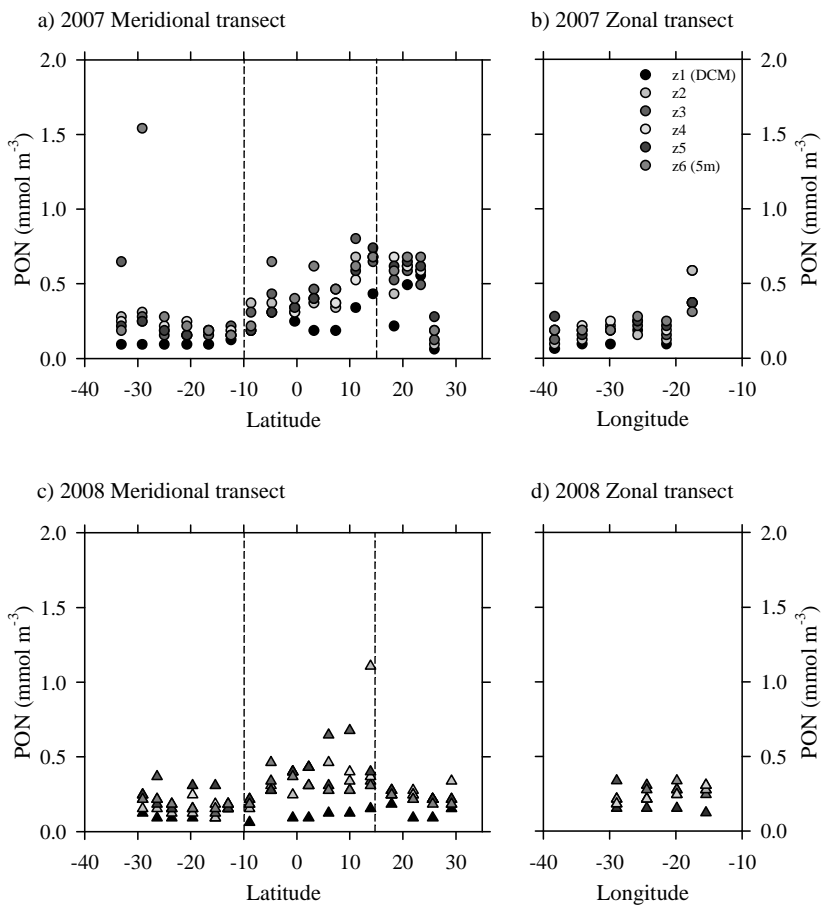 a) 2007 Meridional transect
b) 2007 Zonal transect
2.0
1.5
1.0
0.5
0.0
PON (mmol m⁻³)
-40 -30 -20 -10 0 10 20 30
Latitude
z1 (DCM)
z2
z3
z4
z5
z6 (5m)
2.0
1.5
1.0
0.5
0.0
PON (mmol m⁻³)
-40 -30 -20 -10
Longitude
c) 2008 Meridional transect
d) 2008 Zonal transect
2.0
1.5
1.0
0.5
0.0
PON (mmol m⁻³)
-40 -30 -20 -10 0 10 20 30
Latitude
2.0
1.5
1.0
0.5
0.0
PON (mmol m⁻³)
-40 -30 -20 -10
Longitude